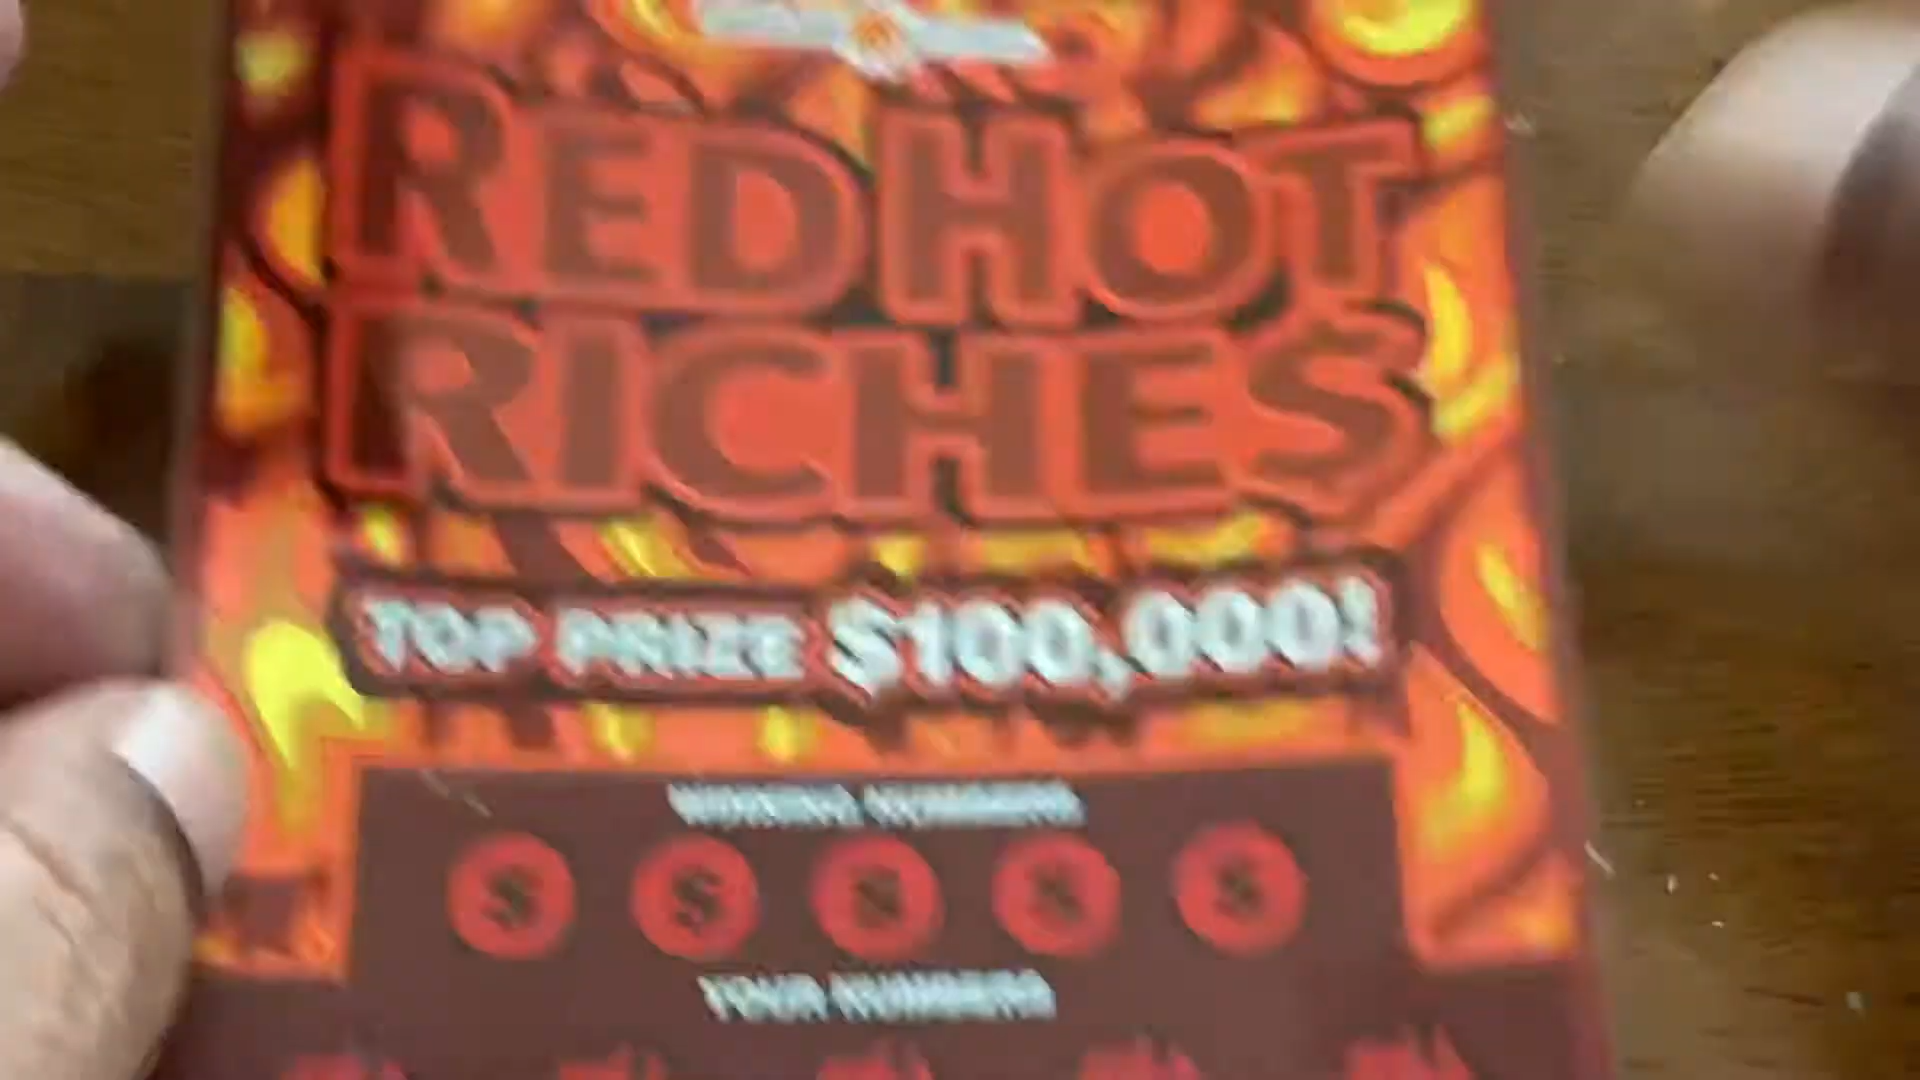 RED HOT
RICHES
TOP PRIZE $100,000!
WINNING NUMBERS
$ $ $ $ $
YOUR NUMBERS